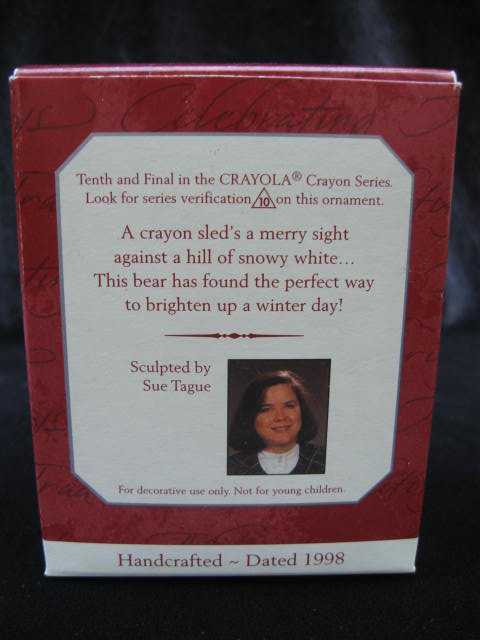 Celebrating
Tenth and Final in the CRAYOLA® Crayon Series.
Look for series verification 10 on this ornament.
A crayon sled's a merry sight
against a hill of snowy white...
This bear has found the perfect way
to brighten up a winter day!
Sculpted by
Sue Tague
For decorative use only. Not for young children.
Handcrafted ~ Dated 1998